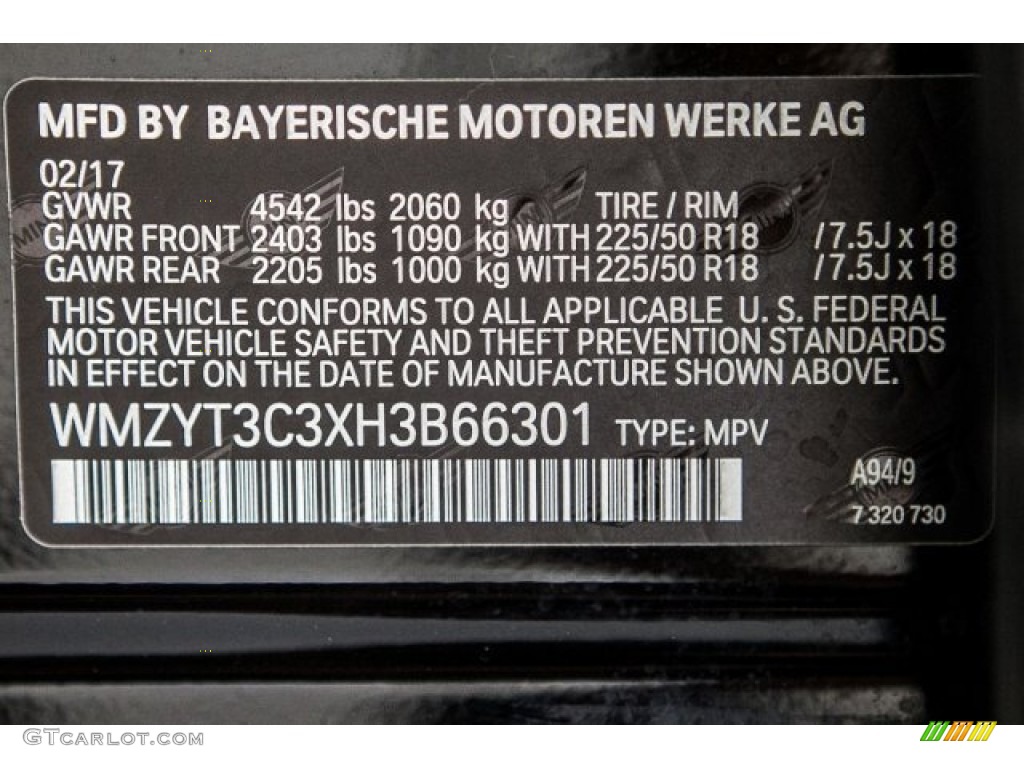 MFD BY BAYERISCHE MOTOREN WERKE AG
02/17
GVWR 4542 lbs 2060 kg TIRE / RIM
GAWR FRONT 2403 lbs 1090 kg WITH 225/50 R18 /7.5J x 18
GAWR REAR 2205 lbs 1000 kg WITH 225/50 R18 /7.5J x 18
THIS VEHICLE CONFORMS TO ALL APPLICABLE U. S. FEDERAL
MOTOR VEHICLE SAFETY AND THEFT PREVENTION STANDARDS
IN EFFECT ON THE DATE OF MANUFACTURE SHOWN ABOVE.
WMZYT3C3XH3B66301 TYPE: MPV
A94/9
7 320 730
GTcarlot.com